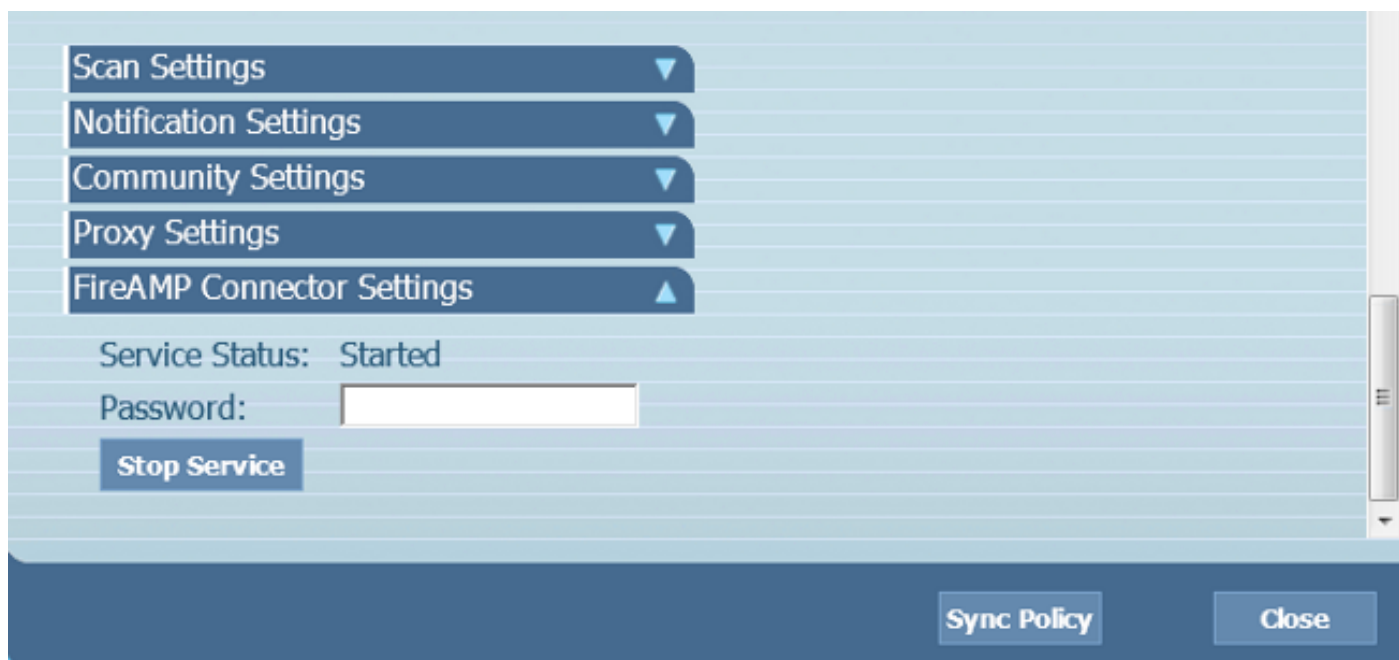 Scan Settings
Notification Settings
Community Settings
Proxy Settings
FireAMP Connector Settings
Service Status: Started
Password:
Stop Service
Sync Policy Close